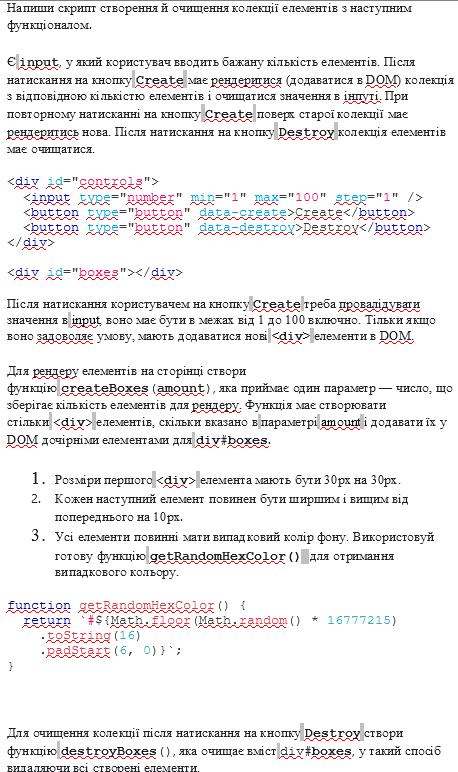 Напиши скрипт створення й очищення колекції елементів з наступним
функціоналом.
Є input, у який користувач вводить бажану кількість елементів. Після
натискання на кнопку Create має рендеритися (додаватися в DOM) колекція
з відповідною кількістю елементів і очищатися значення в інпуті. При
повторному натисканні на кнопку Create поверх старої колекції має
рендеритись нова. Після натискання на кнопку Destroy колекція елементів
має очищатися.
<div id="controls">
  <input type="number" min="1" max="100" step="1" />
  <button type="button" data-create>Create</button>
  <button type="button" data-destroy>Destroy</button>
</div>
<div id="boxes"></div>
Після натискання користувачем на кнопку Create треба провалідувати
значення в input, воно має бути в межах від 1 до 100 включно. Тільки якщо
воно задовольняє умову, мають додаватися нові <div> елементи в DOM.
Для рендеру елементів на сторінці створи
функцію createBoxes(amount), яка приймає один параметр — число, що
зберігає кількість елементів для рендеру. Функція має створювати
стільки <div> елементів, скільки вказано в параметрі amount і додавати їх у
DOM дочірніми елементами для div#boxes.
1. Розміри першого <div> елемента мають бути 30px на 30px.
2. Кожен наступний елемент повинен бути ширшим і вищим від
попереднього на 10px.
3. Усі елементи повинні мати випадковий колір фону. Використовуй
готову функцію getRandomHexColor() для отримання
випадкового кольору.
function getRandomHexColor() {
  return `#${Math.floor(Math.random() * 16777215)
    .toString(16)
    .padStart(6, 0)}`;
}
Для очищення колекції після натискання на кнопку Destroy створи
функцію destroyBoxes(), яка очищає вміст div#boxes, у такий спосіб
видаляючи всі створені елементи.